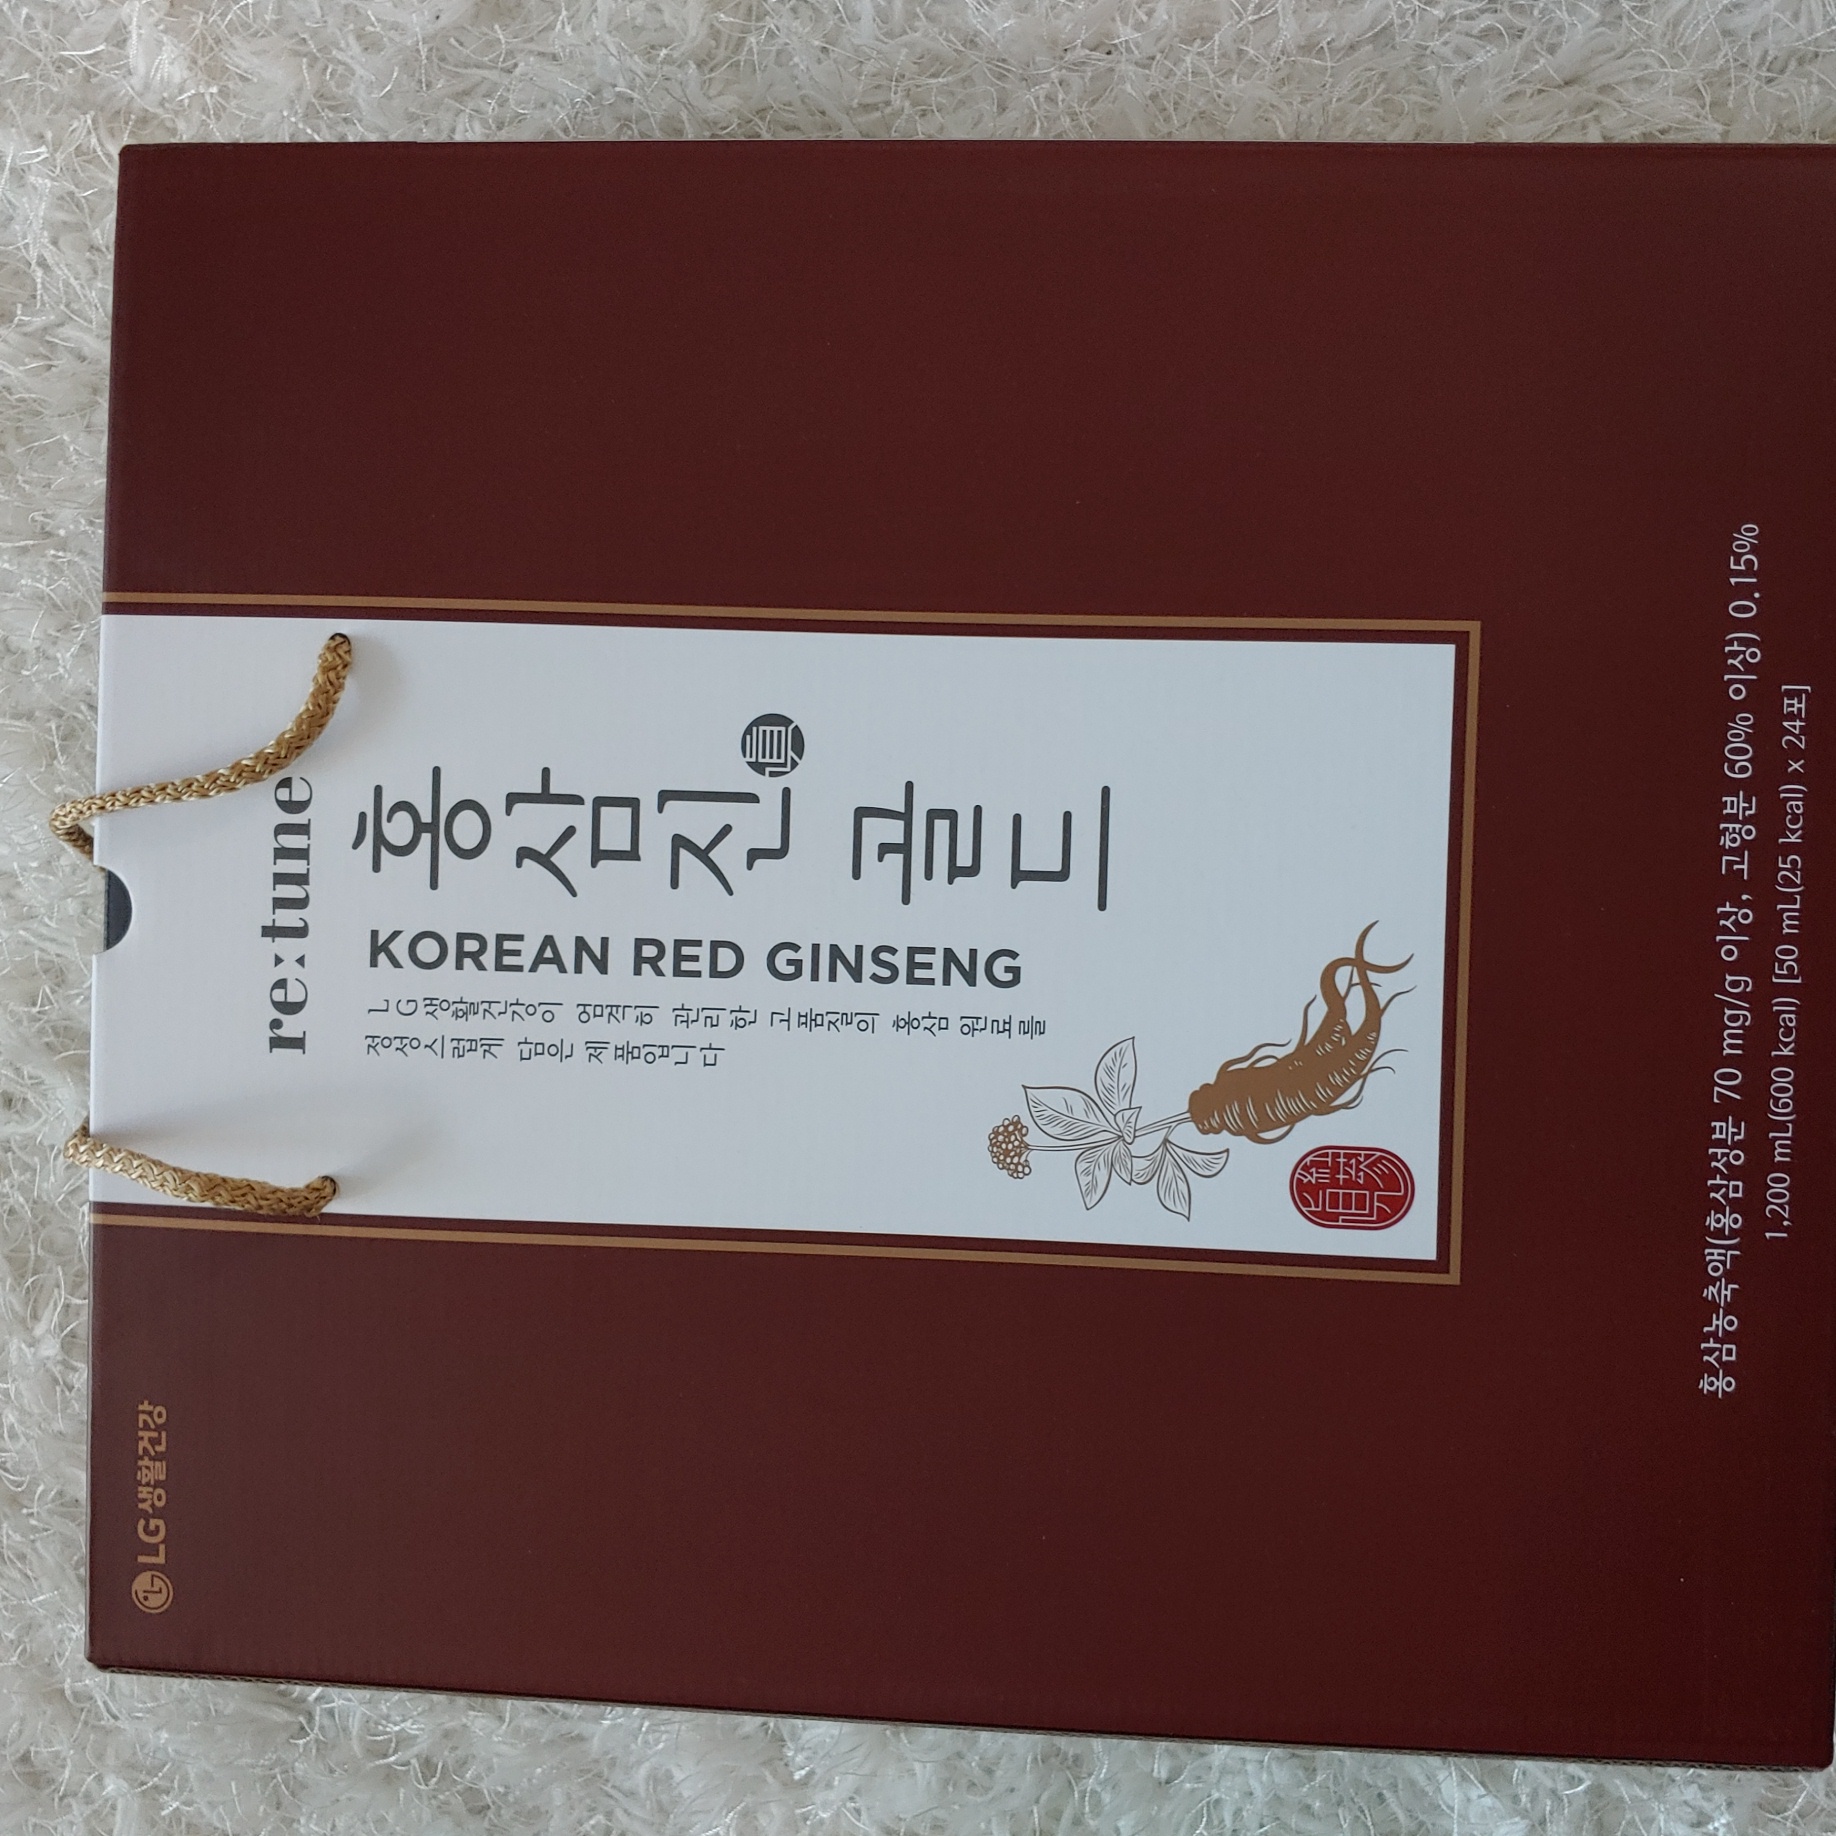 LG생활건강
re:tune
홍삼진眞 골드
KOREAN RED GINSENG
LG생활건강이 엄격히 관리한 고품질의 홍삼 원료를
정성스럽게 담은 제품입니다
홍삼농축액(홍삼성분 70 mg/g 이상, 고형분 60% 이상) 0.15%
1,200 mL(600 kcal) [50 mL(25 kcal) x 24포]